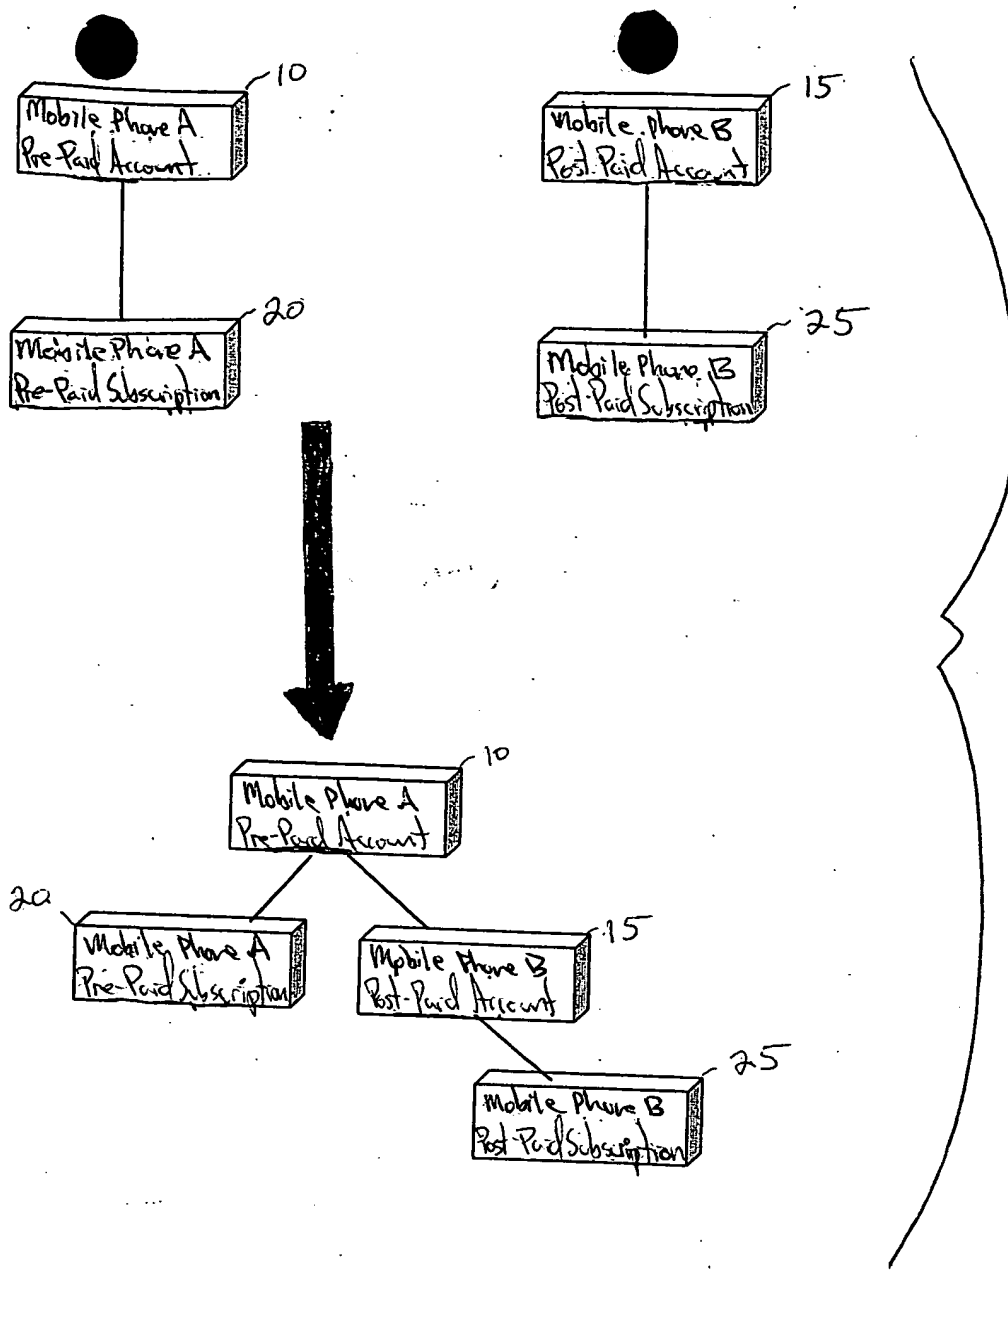 10
Mobile Phone A
Pre-Paid Account
15
Mobile Phone B
Post-Paid Account
20
Mobile Phone A
Pre-Paid Subscription
25
Mobile Phone B
Post-Paid Subscription
10
Mobile Phone A
Pre-Paid Account
20
Mobile Phone A
Pre-Paid Subscription
15
Mobile Phone B
Post-Paid Account
25
Mobile Phone B
Post-Paid Subscription